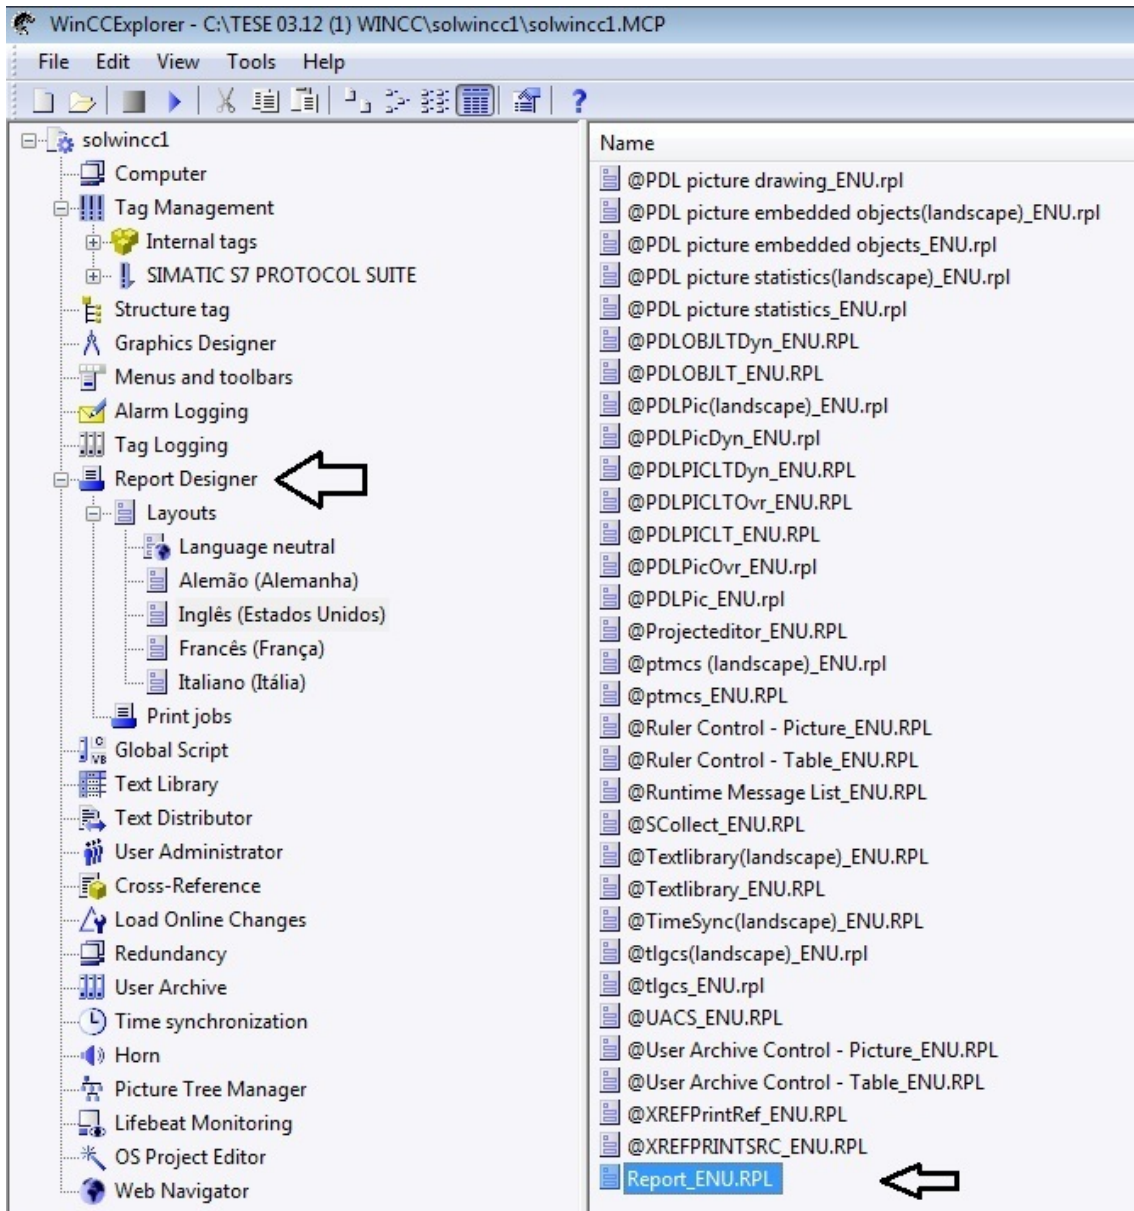 WinCCExplorer - C:\TESE 03.12 (1) WINCC\solwincc1\solwincc1.MCP
File Edit View Tools Help
solwincc1
Computer
Tag Management
Internal tags
SIMATIC S7 PROTOCOL SUITE
Structure tag
Graphics Designer
Menus and toolbars
Alarm Logging
Tag Logging
Report Designer
Layouts
Language neutral
Alemão (Alemanha)
Inglês (Estados Unidos)
Francês (França)
Italiano (Itália)
Print jobs
Global Script
Text Library
Text Distributor
User Administrator
Cross-Reference
Load Online Changes
Redundancy
User Archive
Time synchronization
Horn
Picture Tree Manager
Lifebeat Monitoring
OS Project Editor
Web Navigator
Name
@PDL picture drawing_ENU.rpl
@PDL picture embedded objects(landscape)_ENU.rpl
@PDL picture embedded objects_ENU.rpl
@PDL picture statistics(landscape)_ENU.rpl
@PDL picture statistics_ENU.rpl
@PDLOBJLTDyn_ENU.RPL
@PDLOBJLT_ENU.RPL
@PDLPic(landscape)_ENU.rpl
@PDLPicDyn_ENU.rpl
@PDLPICLTDyn_ENU.RPL
@PDLPICLTOvr_ENU.RPL
@PDLPICLT_ENU.RPL
@PDLPicOvr_ENU.rpl
@PDLPic_ENU.rpl
@Projecteditor_ENU.RPL
@ptmcs (landscape)_ENU.rpl
@ptmcs_ENU.RPL
@Ruler Control - Picture_ENU.RPL
@Ruler Control - Table_ENU.RPL
@Runtime Message List_ENU.RPL
@SCollect_ENU.RPL
@Textlibrary(landscape)_ENU.RPL
@Textlibrary_ENU.RPL
@TimeSync(landscape)_ENU.RPL
@tlgcs(landscape)_ENU.rpl
@tlgcs_ENU.rpl
@UACS_ENU.RPL
@User Archive Control - Picture_ENU.RPL
@User Archive Control - Table_ENU.RPL
@XREFPrintRef_ENU.RPL
@XREFPRINTSRC_ENU.RPL
Report_ENU.RPL